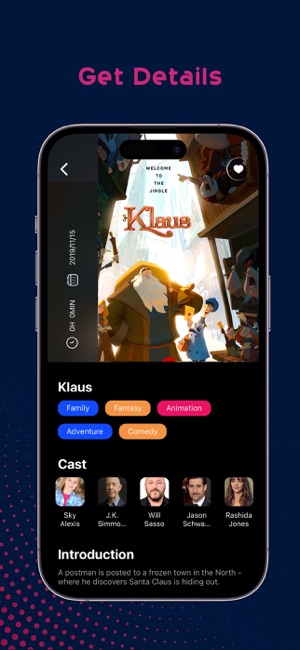 Get Details
WELCOME
TO
THE
JINGLE
Klaus
2019/11/15
0H 0MIN
Klaus
Family
Fantasy
Animation
Adventure
Comedy
Cast
Sky
Alexis
J.K.
Simmo...
Will
Sasso
Jason
Schwa...
Rashida
Jones
Introduction
A postman is posted to a frozen town in the North -
where he discovers Santa Claus is hiding out.